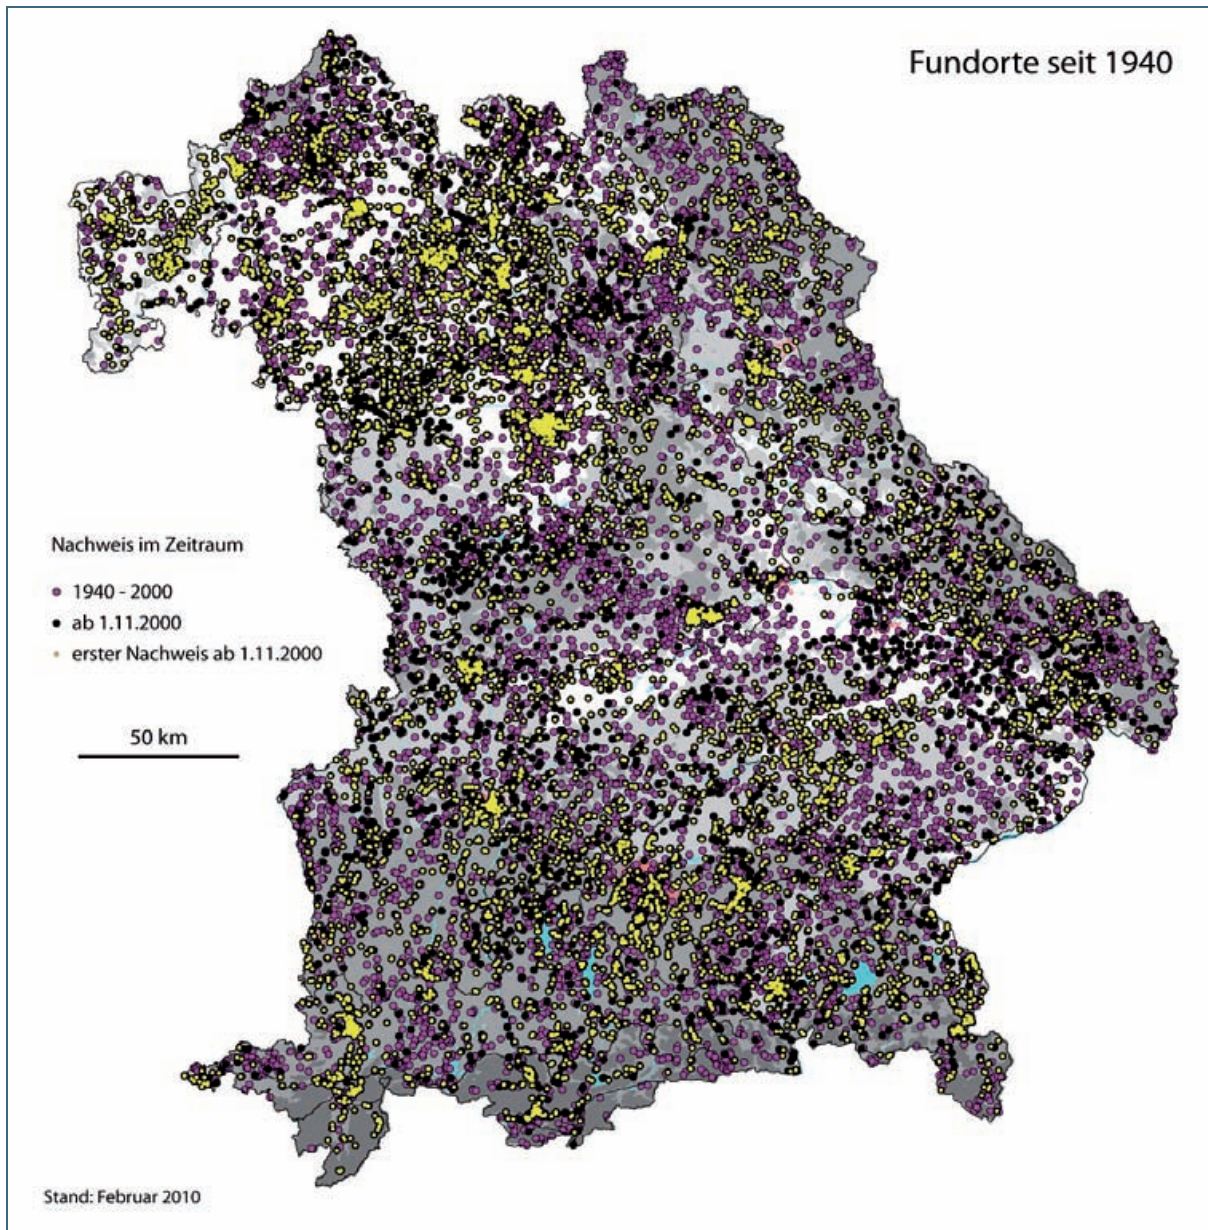 Fundorte seit 1940
Nachweis im Zeitraum
1940 - 2000
ab 1.11.2000
erster Nachweis ab 1.11.2000
50 km
Stand: Februar 2010